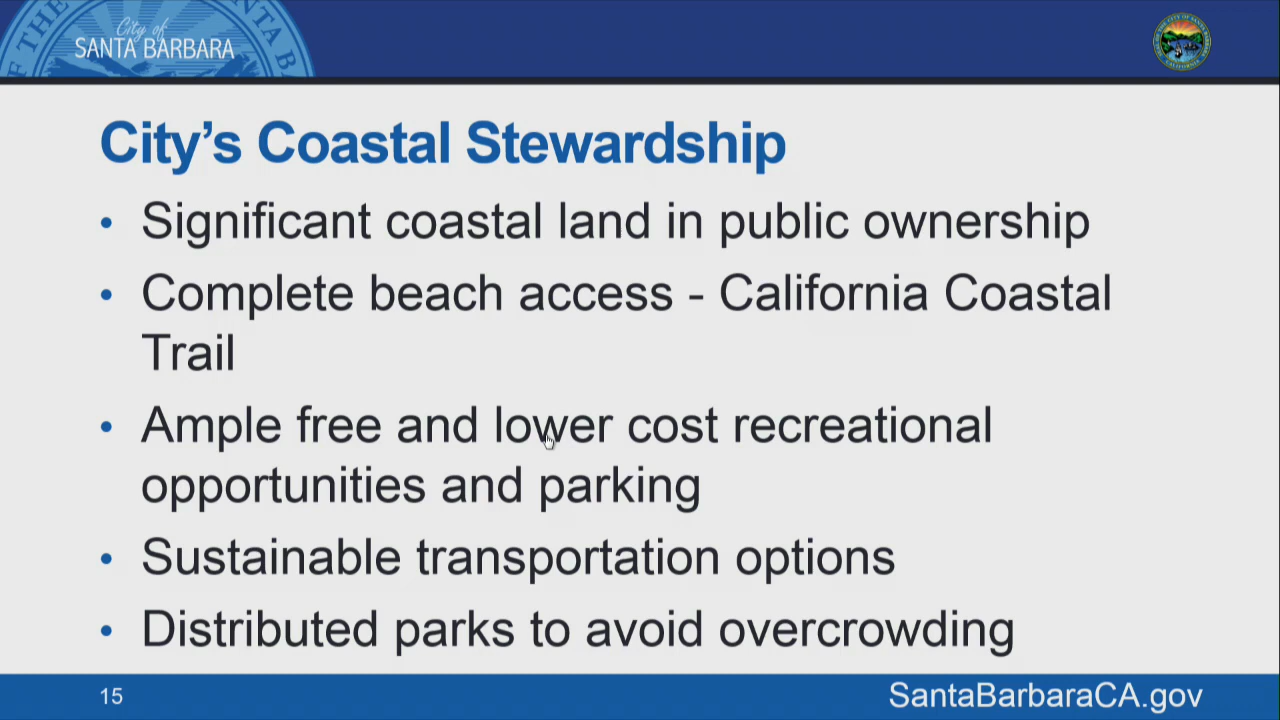 City of
SANTA BARBARA
City's Coastal Stewardship
• Significant coastal land in public ownership
• Complete beach access - California Coastal
Trail
• Ample free and lower cost recreational
opportunities and parking
• Sustainable transportation options
• Distributed parks to avoid overcrowding
15
SantaBarbaraCA.gov